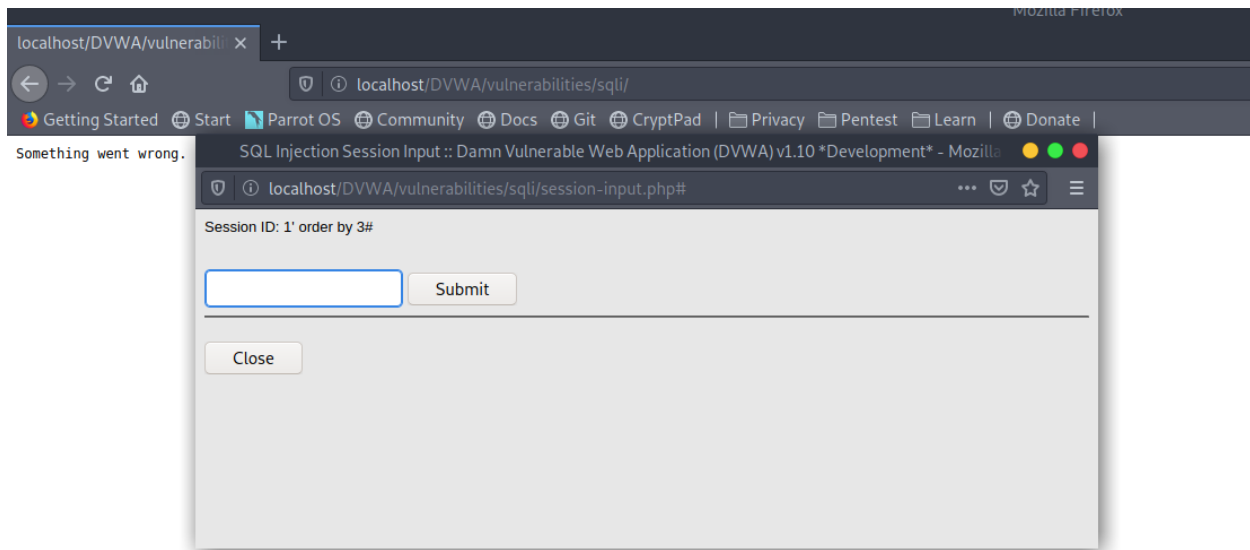 Mozilla Firefox
localhost/DVWA/vulnerabili
localhost/DVWA/vulnerabilities/sqli/
Getting Started Start Parrot OS Community Docs Git CryptPad | Privacy Pentest Learn | Donate |
Something went wrong.
SQL Injection Session Input :: Damn Vulnerable Web Application (DVWA) v1.10 *Development* - Mozilla
localhost/DVWA/vulnerabilities/sqli/session-input.php#
Session ID: 1' order by 3#
Submit
Close